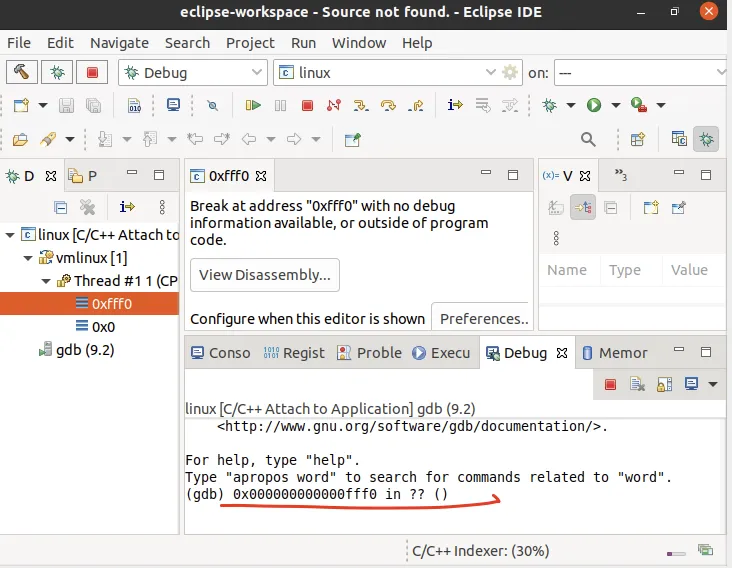 eclipse-workspace - Source not found. - Eclipse IDE
File Edit Navigate Search Project Run Window Help
Debug
linux
on: ---
D
P
0xfff0
V
3
linux [C/C++ Attach to
vmlinux [1]
Thread #1 1 (CP
0xfff0
0x0
gdb (9.2)
Break at address "0xfff0" with no debug
information available, or outside of program
code.
View Disassembly...
Configure when this editor is shown
Preferences..
Name Type Value
Conso Regist Proble Execu Debug Memor
linux [C/C++ Attach to Application] gdb (9.2)
<http://www.gnu.org/software/gdb/documentation/>.
For help, type "help".
Type "apropos word" to search for commands related to "word".
(gdb) 0x000000000000fff0 in ?? ()
C/C++ Indexer: (30%)